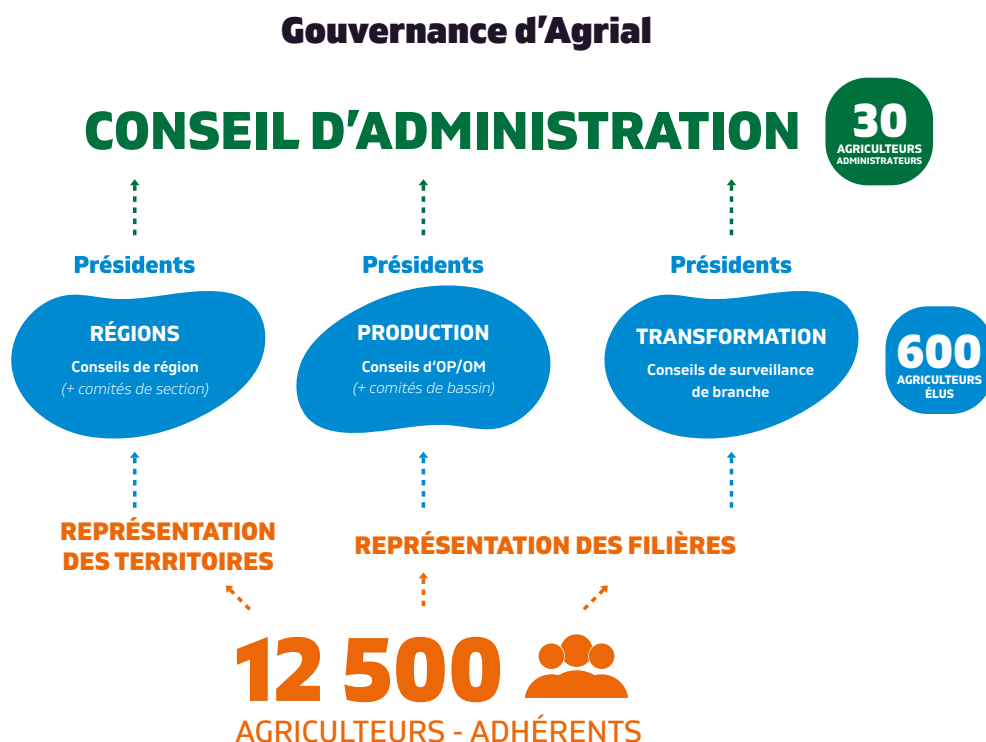 Gouvernance d'Agrial
CONSEIL D'ADMINISTRATION
30
AGRICULTEURS
ADMINISTRATEURS
Présidents
Présidents
Présidents
RÉGIONS
Conseils de région
(+ comités de section)
PRODUCTION
Conseils d'OP/OM
(+ comités de bassin)
TRANSFORMATION
Conseils de surveillance
de branche
600
AGRICULTEURS
ÉLUS
REPRÉSENTATION
DES TERRITOIRES
REPRÉSENTATION DES FILIÈRES
12 500
AGRICULTEURS - ADHÉRENTS